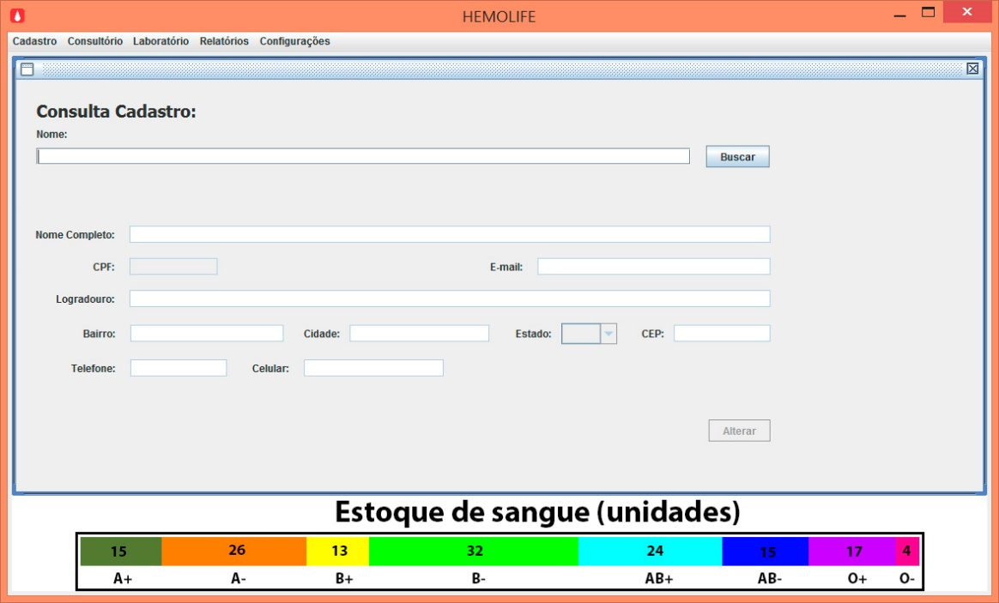 HEMOLIFE
Cadastro Consultório Laboratório Relatórios Configurações
Consulta Cadastro:
Nome:
Buscar
Nome Completo:
CPF: E-mail:
Logradouro:
Bairro: Cidade: Estado: CEP:
Telefone: Celular:
Alterar
Estoque de sangue (unidades)
15 26 13 32 24 15 17 4
A+ A- B+ B- AB+ AB- O+ O-